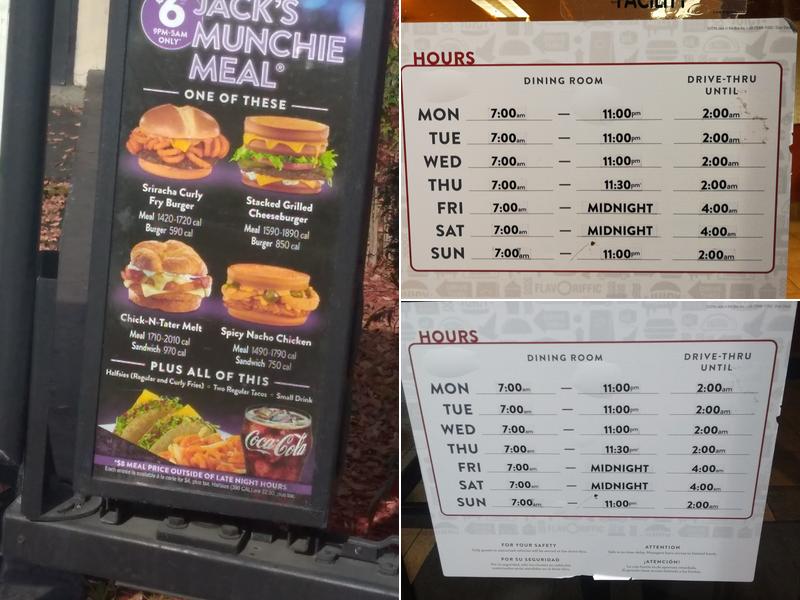 $6
9PM-5AM
ONLY*
JACK'S
MUNCHIE
MEAL®
ONE OF THESE
Sriracha Curly
Fry Burger
Meal 1420-1720 cal
Burger 590 cal
Stacked Grilled
Cheeseburger
Meal 1590-1890 cal
Burger 850 cal
Chick-N-Tater Melt
Meal 1710-2010 cal
Sandwich 970 cal
Spicy Nacho Chicken
Meal 1490-1790 cal
Sandwich 750 cal
PLUS ALL OF THIS
Halfsies (Regular and Curly Fries) Two Regular Tacos Small Drink
Coca-Cola
*$8 MEAL PRICE OUTSIDE OF LATE NIGHT HOURS
FACILITY
HOURS
DINING ROOM DRIVE-THRU
UNTIL
MON 7:00am — 11:00pm 2:00am
TUE 7:00am — 11:00pm 2:00am
WED 7:00am — 11:00pm 2:00am
THU 7:00am — 11:30pm 2:00am
FRI 7:00am — MIDNIGHT 4:00am
SAT 7:00am — MIDNIGHT 4:00am
SUN 7:00am — 11:00pm 2:00am
FLAVORIFFIC
HOURS
DINING ROOM DRIVE-THRU
UNTIL
MON 7:00am — 11:00pm 2:00am
TUE 7:00am — 11:00pm 2:00am
WED 7:00am — 11:00pm 2:00am
THU 7:00am — 11:30pm 2:00am
FRI 7:00am — MIDNIGHT 4:00am
SAT 7:00am — MIDNIGHT 4:00am
SUN 7:00am — 11:00pm 2:00am
FLAVORIFFIC
FOR YOUR SAFETY
POR SU SEGURIDAD
ATTENTION
¡ATENCIÓN!